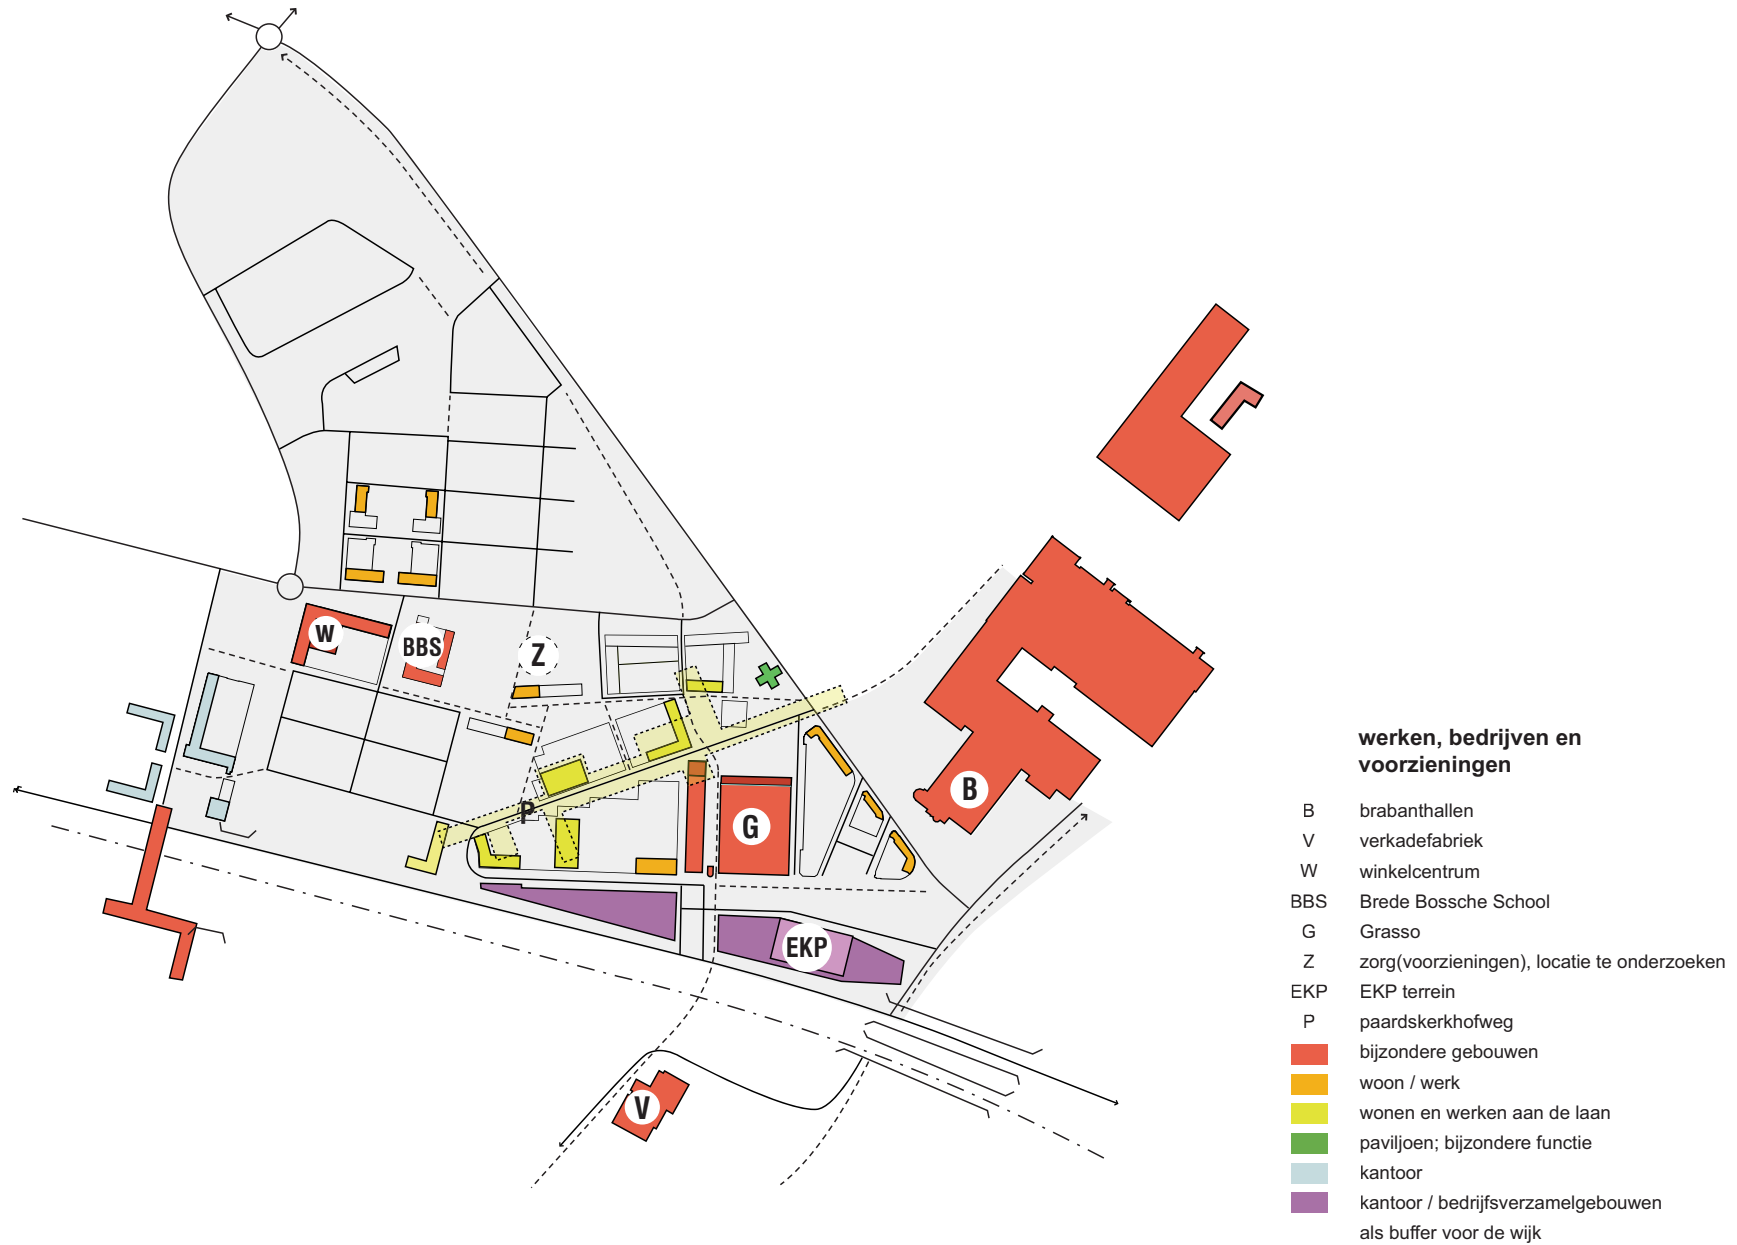 W
BBS
Z
P
G
B
EKP
V
werken, bedrijven en
voorzieningen
B brabanthallen
V verkadefabriek
W winkelcentrum
BBS Brede Bossche School
G Grasso
Z zorg(voorzieningen), locatie te onderzoeken
EKP EKP terrein
P paardskerkhofweg
bijzondere gebouwen
woon / werk
wonen en werken aan de laan
paviljoen; bijzondere functie
kantoor
kantoor / bedrijfsverzamelgebouwen
als buffer voor de wijk